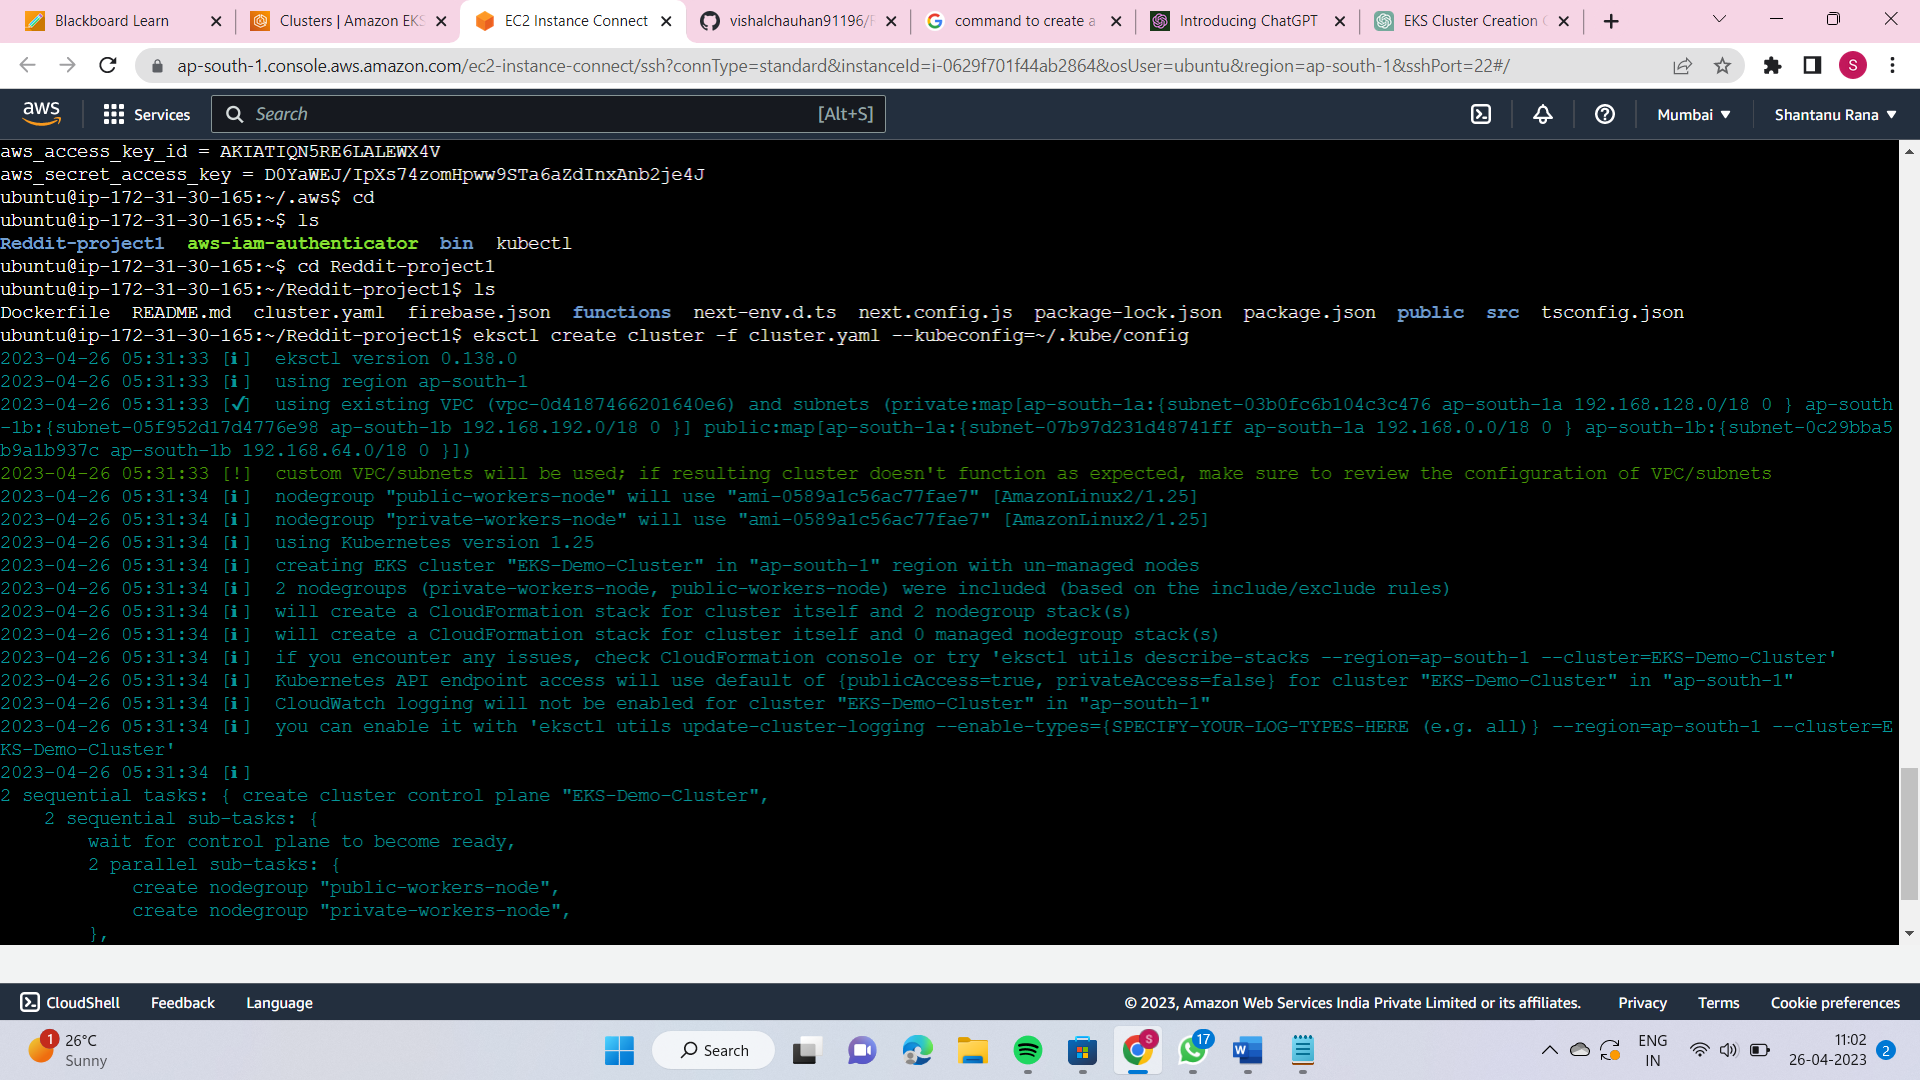 Blackboard Learn
Clusters | Amazon EKS
EC2 Instance Connect
vishalchauhan91196/
command to create a
Introducing ChatGPT
EKS Cluster Creation
ap-south-1.console.aws.amazon.com/ec2-instance-connect/ssh?connType=standard&instanceId=i-0629f701f44ab2864&osUser=ubuntu&region=ap-south-1&sshPort=22#/
S
aws
Services
Search
[Alt+S]
Mumbai
Shantanu Rana
aws_access_key_id = AKIATIQN5RE6LALEWX4V
aws_secret_access_key = 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
ubuntu@ip-172-31-30-165:~/.aws$ cd
ubuntu@ip-172-31-30-165:~$ ls
Reddit-project1  aws-iam-authenticator  bin  kubectl
ubuntu@ip-172-31-30-165:~$ cd Reddit-project1
ubuntu@ip-172-31-30-165:~/Reddit-project1$ ls
Dockerfile  README.md  cluster.yaml  firebase.json  functions  next-env.d.ts  next.config.js  package-lock.json  package.json  public  src  tsconfig.json
ubuntu@ip-172-31-30-165:~/Reddit-project1$ eksctl create cluster -f cluster.yaml --kubeconfig=~/.kube/config
2023-04-26 05:31:33 [ℹ]  eksctl version 0.138.0
2023-04-26 05:31:33 [ℹ]  using region ap-south-1
2023-04-26 05:31:33 [✔]  using existing VPC (vpc-0d4187466201640e6) and subnets (private:map[ap-south-1a:{subnet-03b0fc6b104c3c476 ap-south-1a 192.168.128.0/18 0 } ap-south
-1b:{subnet-05f952d17d4776e98 ap-south-1b 192.168.192.0/18 0 }] public:map[ap-south-1a:{subnet-07b97d231d48741ff ap-south-1a 192.168.0.0/18 0 } ap-south-1b:{subnet-0c29bba5
b9a1b937c ap-south-1b 192.168.64.0/18 0 }])
2023-04-26 05:31:33 [!]  custom VPC/subnets will be used; if resulting cluster doesn't function as expected, make sure to review the configuration of VPC/subnets
2023-04-26 05:31:34 [ℹ]  nodegroup "public-workers-node" will use "ami-0589a1c56ac77fae7" [AmazonLinux2/1.25]
2023-04-26 05:31:34 [ℹ]  nodegroup "private-workers-node" will use "ami-0589a1c56ac77fae7" [AmazonLinux2/1.25]
2023-04-26 05:31:34 [ℹ]  using Kubernetes version 1.25
2023-04-26 05:31:34 [ℹ]  creating EKS cluster "EKS-Demo-Cluster" in "ap-south-1" region with un-managed nodes
2023-04-26 05:31:34 [ℹ]  2 nodegroups (private-workers-node, public-workers-node) were included (based on the include/exclude rules)
2023-04-26 05:31:34 [ℹ]  will create a CloudFormation stack for cluster itself and 2 nodegroup stack(s)
2023-04-26 05:31:34 [ℹ]  will create a CloudFormation stack for cluster itself and 0 managed nodegroup stack(s)
2023-04-26 05:31:34 [ℹ]  if you encounter any issues, check CloudFormation console or try 'eksctl utils describe-stacks --region=ap-south-1 --cluster=EKS-Demo-Cluster'
2023-04-26 05:31:34 [ℹ]  Kubernetes API endpoint access will use default of {publicAccess=true, privateAccess=false} for cluster "EKS-Demo-Cluster" in "ap-south-1"
2023-04-26 05:31:34 [ℹ]  CloudWatch logging will not be enabled for cluster "EKS-Demo-Cluster" in "ap-south-1"
2023-04-26 05:31:34 [ℹ]  you can enable it with 'eksctl utils update-cluster-logging --enable-types={SPECIFY-YOUR-LOG-TYPES-HERE (e.g. all)} --region=ap-south-1 --cluster=E
KS-Demo-Cluster'
2023-04-26 05:31:34 [ℹ]
2 sequential tasks: { create cluster control plane "EKS-Demo-Cluster",
    2 sequential sub-tasks: {
        wait for control plane to become ready,
        2 parallel sub-tasks: {
            create nodegroup "public-workers-node",
            create nodegroup "private-workers-node",
        },
CloudShell
Feedback
Language
© 2023, Amazon Web Services India Private Limited or its affiliates.
Privacy
Terms
Cookie preferences
1
26°C
Sunny
Search
S
17
W
ENG
IN
11:02
26-04-2023
2